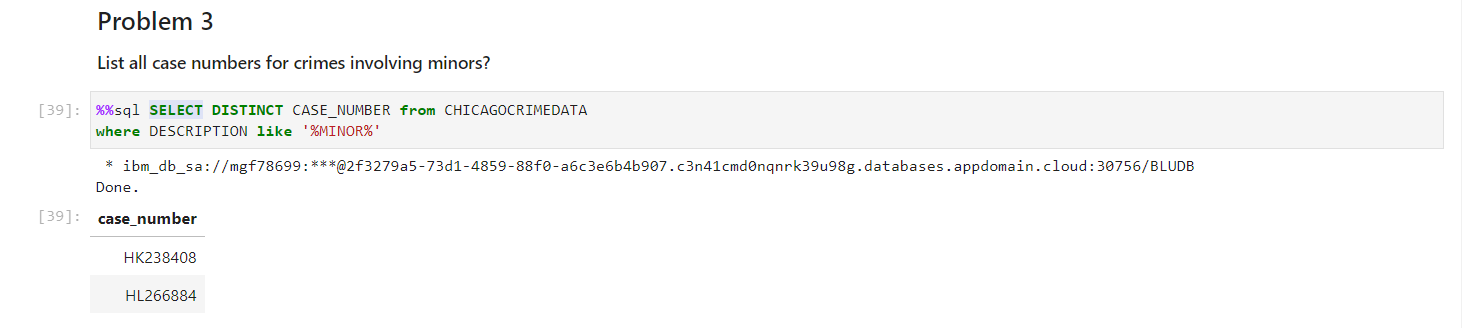 Problem 3
List all case numbers for crimes involving minors?
[39]: %%sql SELECT DISTINCT CASE_NUMBER from CHICAGOCRIMEDATA
where DESCRIPTION like '%MINOR%'
* ibm_db_sa://mgf78699:***@2f3279a5-73d1-4859-88f0-a6c3e6b4b907.c3n41cmd0nqnrk39u98g.databases.appdomain.cloud:30756/BLUDB
Done.
[39]: case_number
HK238408
HL266884